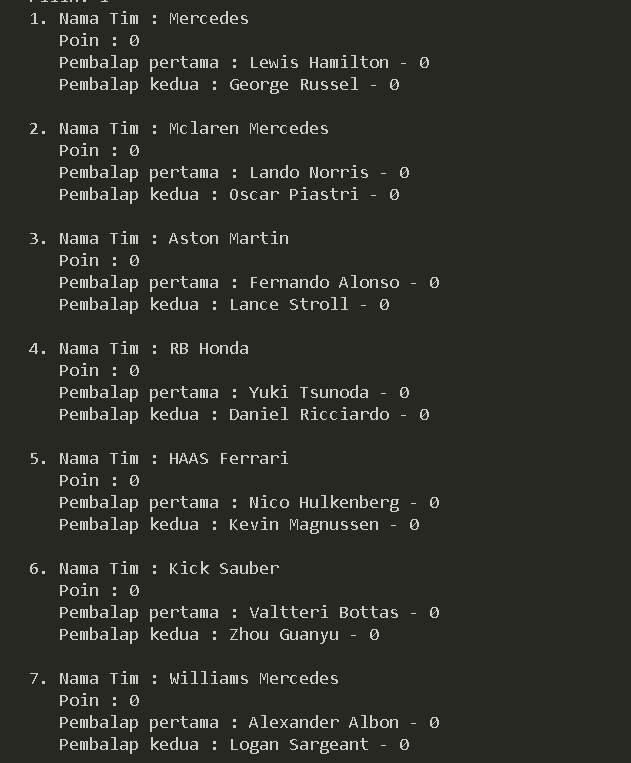 1. Nama Tim : Mercedes
Poin : 0
Pembalap pertama : Lewis Hamilton - 0
Pembalap kedua : George Russel - 0
2. Nama Tim : Mclaren Mercedes
Poin : 0
Pembalap pertama : Lando Norris - 0
Pembalap kedua : Oscar Piastri - 0
3. Nama Tim : Aston Martin
Poin : 0
Pembalap pertama : Fernando Alonso - 0
Pembalap kedua : Lance Stroll - 0
4. Nama Tim : RB Honda
Poin : 0
Pembalap pertama : Yuki Tsunoda - 0
Pembalap kedua : Daniel Ricciardo - 0
5. Nama Tim : HAAS Ferrari
Poin : 0
Pembalap pertama : Nico Hulkenberg - 0
Pembalap kedua : Kevin Magnussen - 0
6. Nama Tim : Kick Sauber
Poin : 0
Pembalap pertama : Valtteri Bottas - 0
Pembalap kedua : Zhou Guanyu - 0
7. Nama Tim : Williams Mercedes
Poin : 0
Pembalap pertama : Alexander Albon - 0
Pembalap kedua : Logan Sargeant - 0